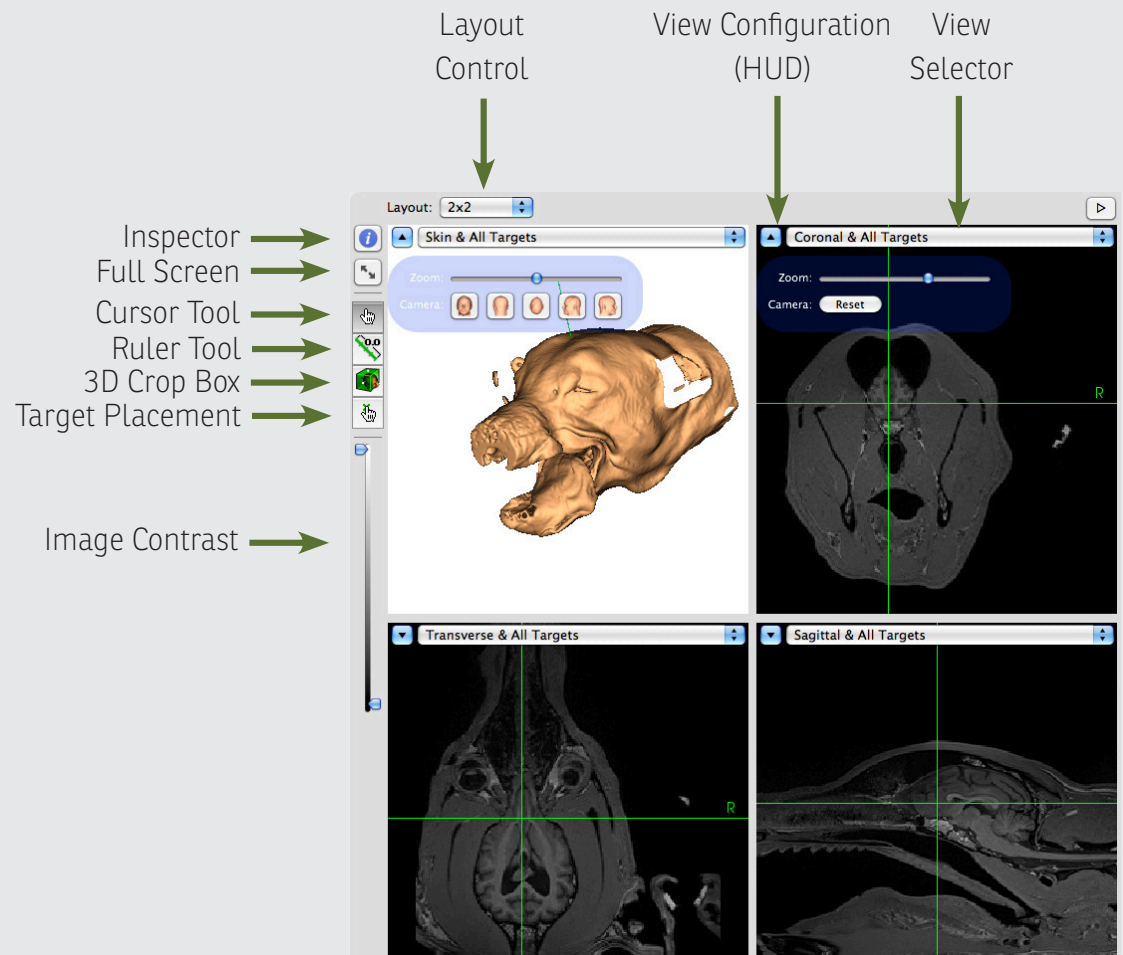 Layout
Control
View Configuration
(HUD)
View
Selector
Layout: 2x2
Inspector
Full Screen
Cursor Tool
Ruler Tool
3D Crop Box
Target Placement
Image Contrast
i
0.0
Skin & All Targets
Zoom:
Camera:
Coronal & All Targets
Zoom:
Camera: Reset
R
Transverse & All Targets
R
Sagittal & All Targets